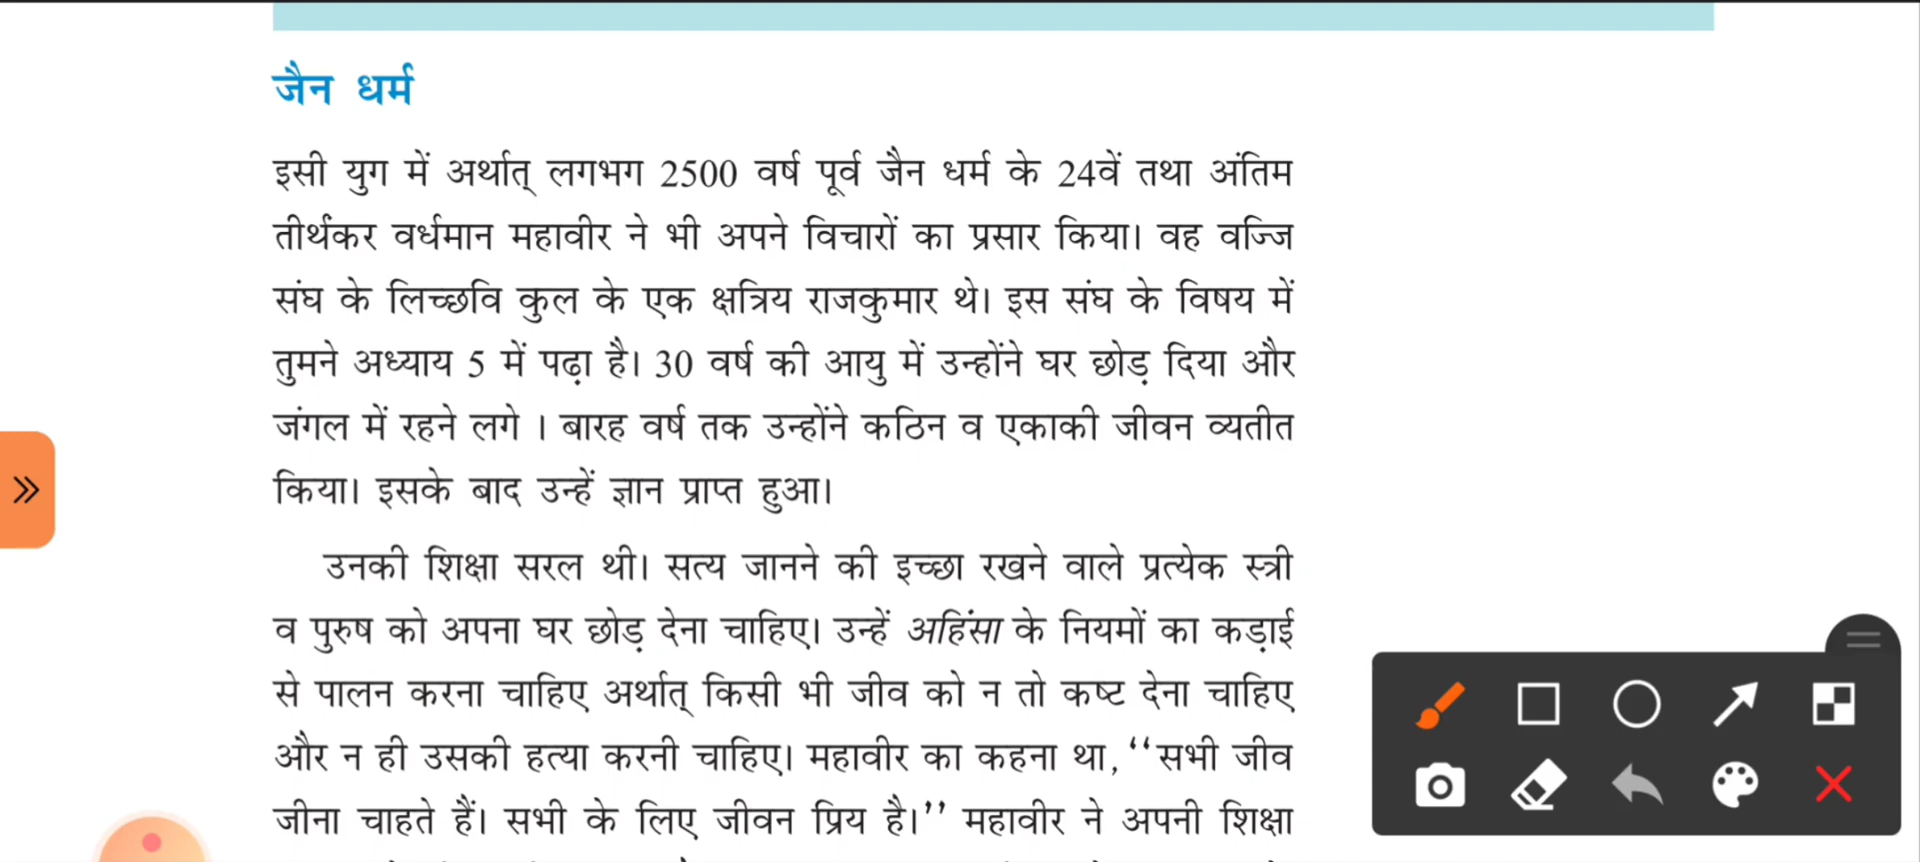 जैन धर्म
इसी युग में अर्थात् लगभग 2500 वर्ष पूर्व जैन धर्म के 24वें तथा अंतिम
तीर्थंकर वर्धमान महावीर ने भी अपने विचारों का प्रसार किया। वह वज्जि
संघ के लिच्छवि कुल के एक क्षत्रिय राजकुमार थे। इस संघ के विषय में
तुमने अध्याय 5 में पढ़ा है। 30 वर्ष की आयु में उन्होंने घर छोड़ दिया और
जंगल में रहने लगे । बारह वर्ष तक उन्होंने कठिन व एकाकी जीवन व्यतीत
किया। इसके बाद उन्हें ज्ञान प्राप्त हुआ।
उनकी शिक्षा सरल थी। सत्य जानने की इच्छा रखने वाले प्रत्येक स्त्री
व पुरुष को अपना घर छोड़ देना चाहिए। उन्हें अहिंसा के नियमों का कड़ाई
से पालन करना चाहिए अर्थात् किसी भी जीव को न तो कष्ट देना चाहिए
और न ही उसकी हत्या करनी चाहिए। महावीर का कहना था, ‘‘सभी जीव
जीना चाहते हैं। सभी के लिए जीवन प्रिय है।’’ महावीर ने अपनी शिक्षा